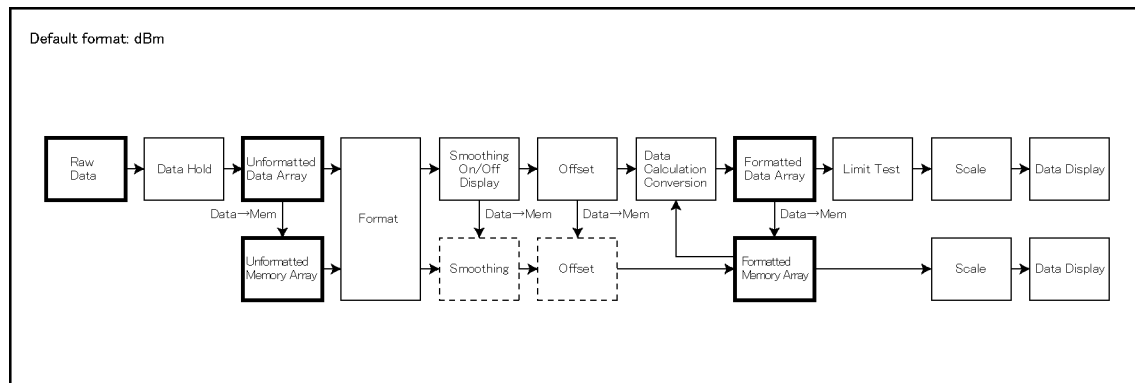 Default format: dBm
Raw
Data
Data Hold
Unformatted
Data Array
Format
Smoothing
On/Off
Display
Offset
Data
Calculation
Conversion
Formatted
Data Array
Limit Test
Scale
Data Display
Data→Mem
Data→Mem
Data→Mem
Data→Mem
Unformatted
Memory Array
Smoothing
Offset
Formatted
Memory Array
Scale
Data Display